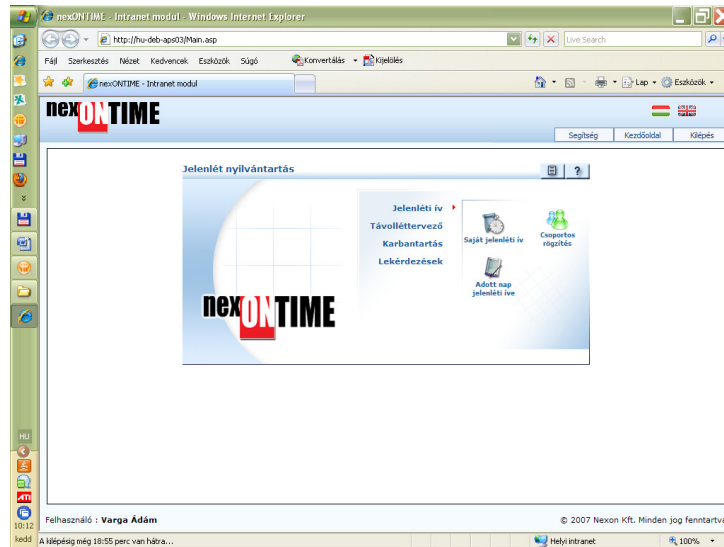 nexONTIME - Intranet modul - Windows Internet Explorer
http://hu-deb-aps03/Main.asp
Live Search
Fájl Szerkesztés Nézet Kedvencek Eszközök Súgó Konvertálás Kijelölés
nexONTIME - Intranet modul
Lap Eszközök
nexONTIME
Segítség Kezdőoldal Kilépés
Jelenlét nyilvántartás
Jelenléti ív
Távolléttervező
Karbantartás
Lekérdezések
Saját jelenléti ív
Csoportos
rögzítés
Adott nap
jelenléti íve
nexONTIME
HU
ATI
10:12
kedd
Felhasználó : Varga Ádám
© 2007 Nexon Kft. Minden jog fenntartva
A kilépésig még 18:55 perc van hátra...
Helyi intranet
100%